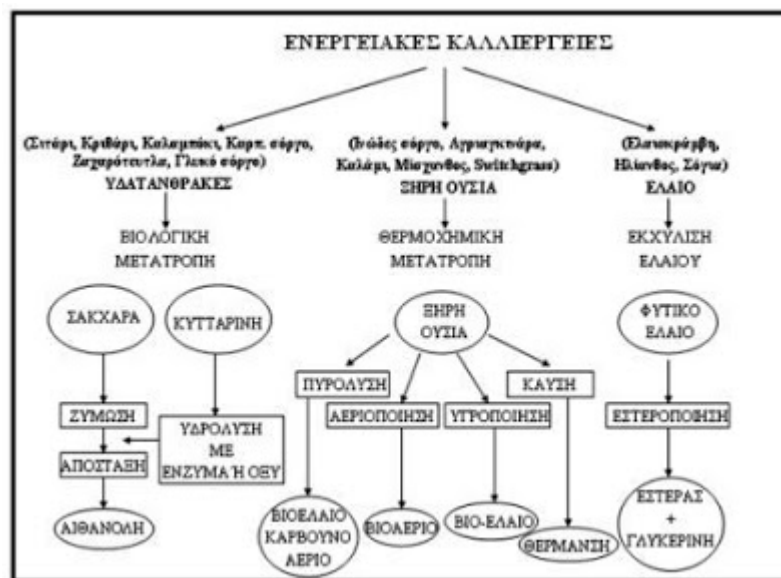 ΕΝΕΡΓΕΙΑΚΕΣ ΚΑΛΛΙΕΡΓΕΙΕΣ
(Σιτάρι, Κριθάρι, Καλαμπόκι, Καρπ. σόργο,
Ζαχαρότευτλα, Γλυκό σόργο)
ΥΔΑΤΑΝΘΡΑΚΕΣ
(Ινώδες σόργο, Αγριαγκινάρα,
Καλάμι, Μίσχανθος, Switchgrass)
ΞΗΡΗ ΟΥΣΙΑ
(Ελαιοκράμβη,
Ηλίανθος, Σόγια)
ΕΛΑΙΟ
ΒΙΟΛΟΓΙΚΗ
ΜΕΤΑΤΡΟΠΗ
ΘΕΡΜΟΧΗΜΙΚΗ
ΜΕΤΑΤΡΟΠΗ
ΕΚΧΥΛΙΣΗ
ΕΛΑΙΟΥ
ΣΑΚΧΑΡΑ
ΚΥΤΤΑΡΙΝΗ
ΞΗΡΗ
ΟΥΣΙΑ
ΦΥΤΙΚΟ
ΕΛΑΙΟ
ΠΥΡΟΛΥΣΗ
ΚΑΥΣΗ
ΖΥΜΩΣΗ
ΥΔΡΟΛΥΣΗ
ΜΕ
ΕΝΖΥΜΑ Ή ΟΞΥ
ΑΕΡΙΟΠΟΙΗΣΗ
ΥΓΡΟΠΟΙΗΣΗ
ΕΣΤΕΡΟΠΟΙΗΣΗ
ΑΠΟΣΤΑΞΗ
ΑΙΘΑΝΟΛΗ
ΒΙΟΕΛΑΙΟ
ΚΑΡΒΟΥΝΟ
ΑΕΡΙΟ
ΒΙΟΑΕΡΙΟ
ΒΙΟ-ΕΛΑΙΟ
ΘΕΡΜΑΝΣΗ
ΕΣΤΕΡΑΣ
+
ΓΛΥΚΕΡΙΝΗ